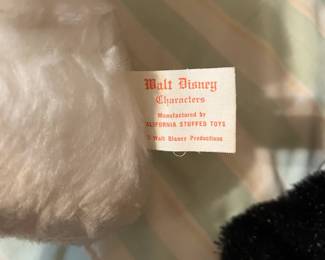 Walt Disney
Characters
Manufactured by
CALIFORNIA STUFFED TOYS
© Walt Disney Productions